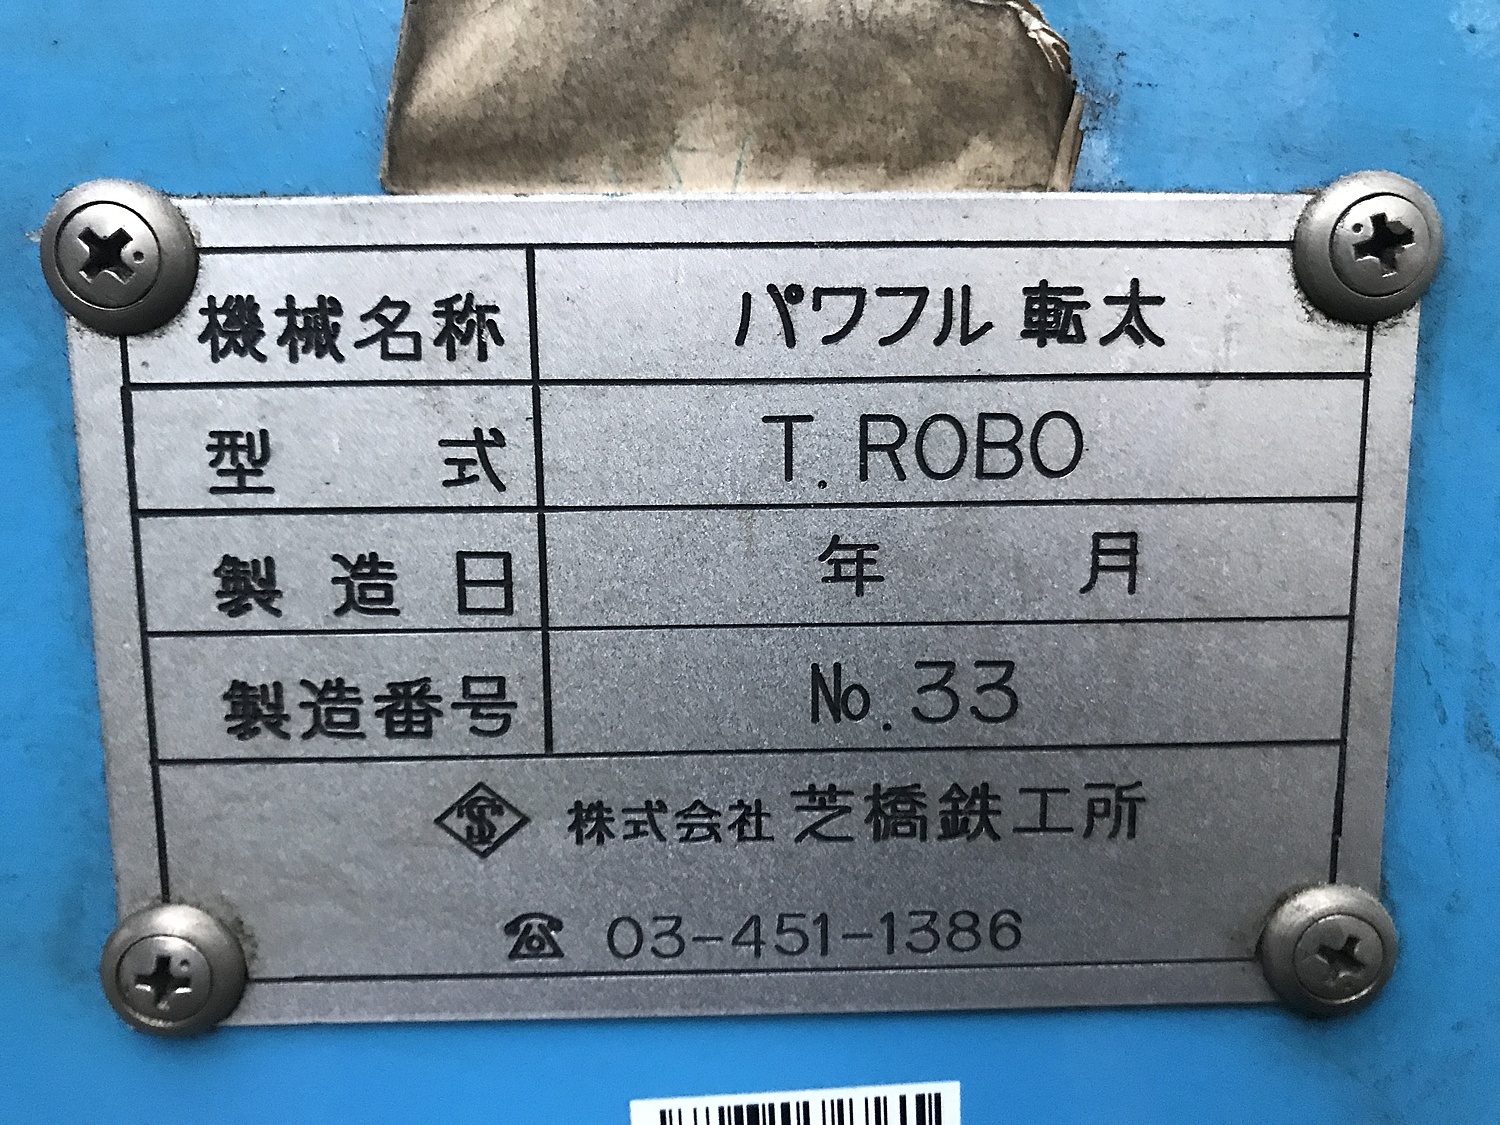 機械名称 パワフル 転太
型式 T. ROBO
製造日 年 月
製造番号 No. 33
株式会社 芝橋鉄工所
☎ 03-451-1386